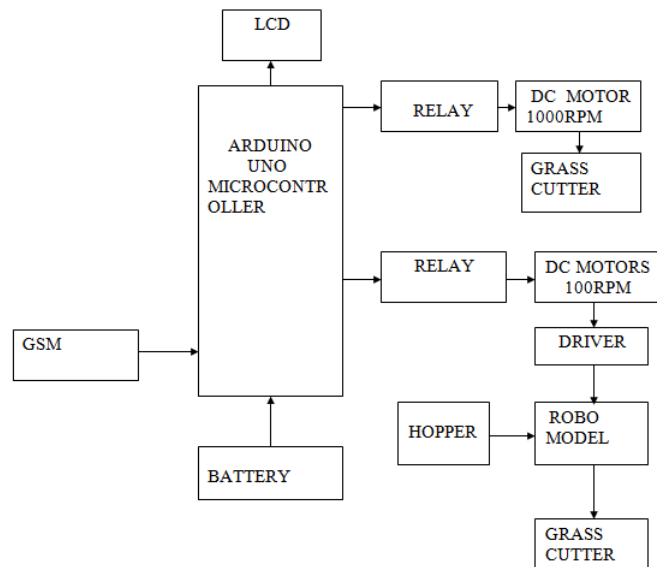 LCD
ARDUINO
UNO
MICROCONTR
OLLER
RELAY
DC MOTOR
1000RPM
GRASS
CUTTER
RELAY
DC MOTORS
100RPM
GSM
DRIVER
BATTERY
HOPPER
ROBO
MODEL
GRASS
CUTTER